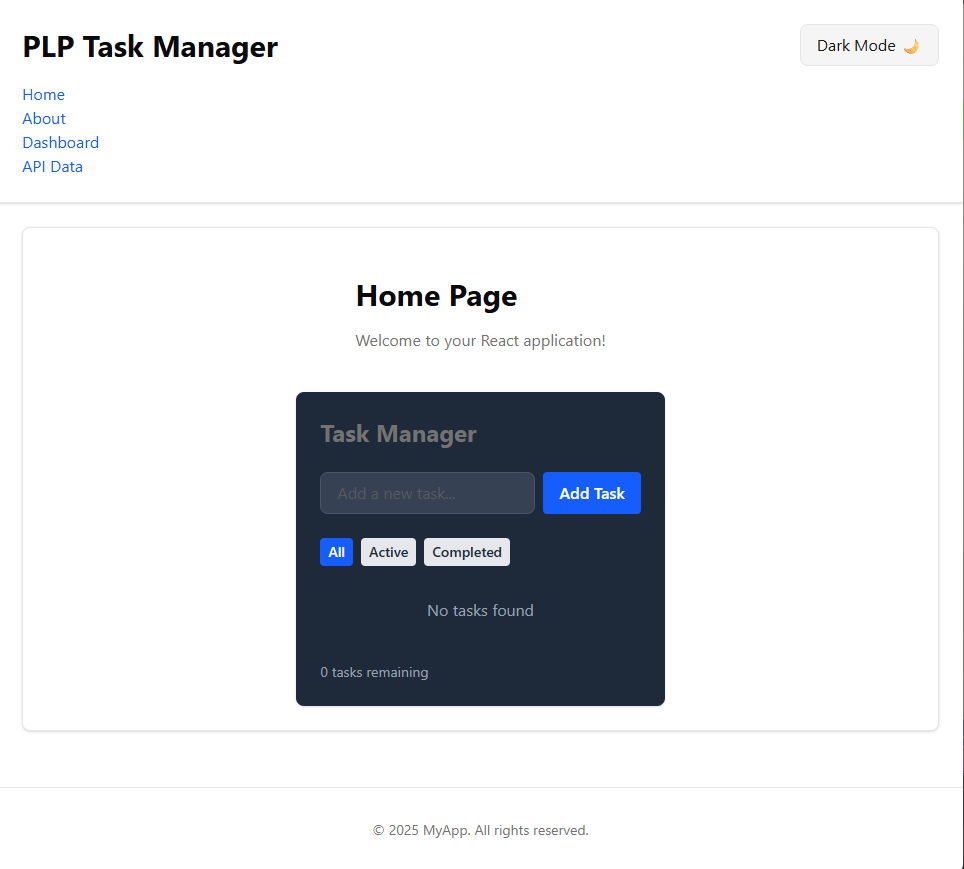 PLP Task Manager
Dark Mode 🌙
Home
About
Dashboard
API Data
Home Page
Welcome to your React application!
Task Manager
Add a new task...
Add Task
All
Active
Completed
No tasks found
0 tasks remaining
© 2025 MyApp. All rights reserved.